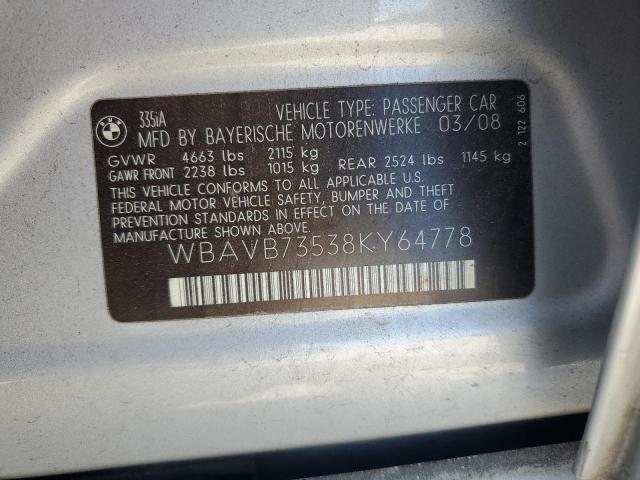 BMW
335iA
VEHICLE TYPE: PASSENGER CAR
MFD BY BAYERISCHE MOTORENWERKE 03/08
GVWR 4663 lbs 2115 kg
GAWR FRONT 2238 lbs 1015 kg REAR 2524 lbs 1145 kg
THIS VEHICLE CONFORMS TO ALL APPLICABLE U.S.
FEDERAL MOTOR VEHICLE SAFETY, BUMPER, AND THEFT
PREVENTION STANDARDS IN EFFECT ON THE DATE OF
MANUFACTURE SHOWN ABOVE.
WBAVB73538KY64778
2 122 606